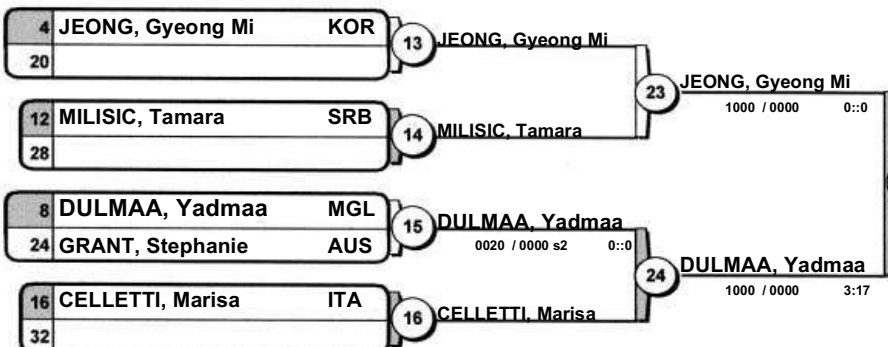 4 JEONG, Gyeong Mi KOR
20
13 JEONG, Gyeong Mi
12 MILISIC, Tamara SRB
28
14 MILISIC, Tamara
23 JEONG, Gyeong Mi
1000 / 0000 0::0
8 DULMAA, Yadmaa MGL
24 GRANT, Stephanie AUS
15 DULMAA, Yadmaa
0020 / 0000 s2 0::0
16 CELLETTI, Marisa ITA
32
16 CELLETTI, Marisa
24 DULMAA, Yadmaa
1000 / 0000 3:17